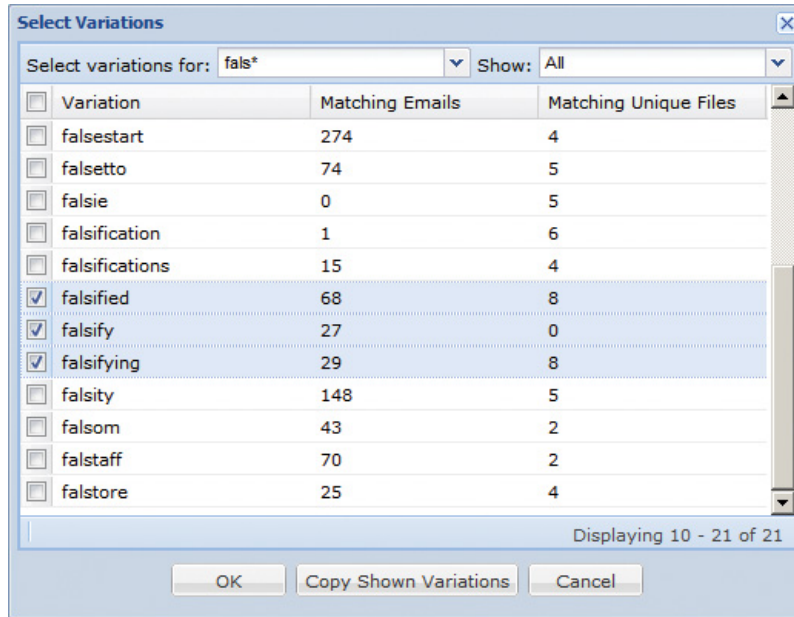 Select Variations
Select variations for: fals* Show: All
Variation Matching Emails Matching Unique Files
falsestart 274 4
falsetto 74 5
falsie 0 5
falsification 1 6
falsifications 15 4
falsified 68 8
falsify 27 0
falsifying 29 8
falsity 148 5
falsom 43 2
falstaff 70 2
falstore 25 4
Displaying 10 - 21 of 21
OK Copy Shown Variations Cancel